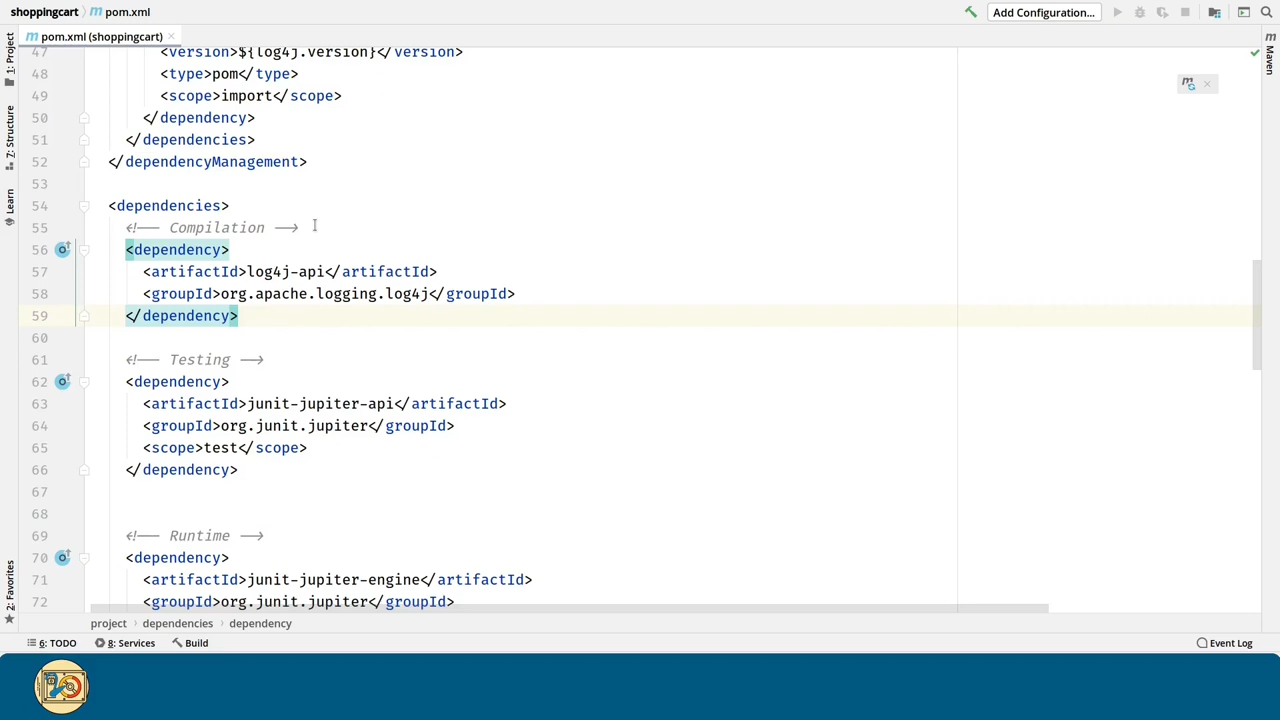 shoppingcart
pom.xml
Add Configuration...
pom.xml (shoppingcart)
1: Project
Z: Structure
Learn
2: Favorites
Maven
47 <version>${log4j.version}</version>
48 <type>pom</type>
49 <scope>import</scope>
50 </dependency>
51 </dependencies>
52 </dependencyManagement>
53
54 <dependencies>
55 <!-- Compilation -->
56 <dependency>
57 <artifactId>log4j-api</artifactId>
58 <groupId>org.apache.logging.log4j</groupId>
59 </dependency>
60
61 <!-- Testing -->
62 <dependency>
63 <artifactId>junit-jupiter-api</artifactId>
64 <groupId>org.junit.jupiter</groupId>
65 <scope>test</scope>
66 </dependency>
67
68
69 <!-- Runtime -->
70 <dependency>
71 <artifactId>junit-jupiter-engine</artifactId>
72 <groupId>org.junit.jupiter</groupId>
project › dependencies › dependency
6: TODO
8: Services
Build
Event Log